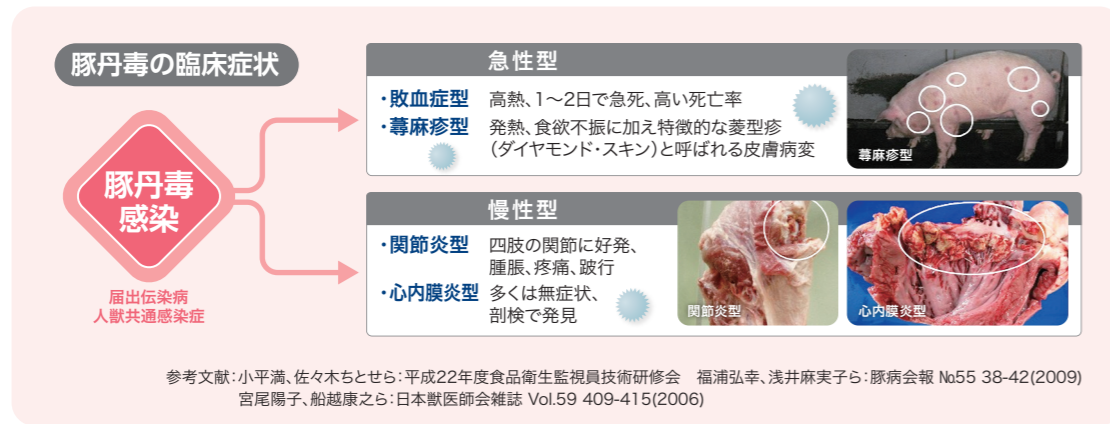 豚丹毒の臨床症状
豚丹毒
感染
届出伝染病
人獣共通感染症
急性型
・敗血症型 高熱、1〜2日で急死、高い死亡率
・蕁麻疹型 発熱、食欲不振に加え特徴的な菱型疹
（ダイヤモンド・スキン）と呼ばれる皮膚病変
蕁麻疹型
慢性型
・関節炎型 四肢の関節に好発、
腫脹、疼痛、跛行
・心内膜炎型 多くは無症状、
剖検で発見
関節炎型
心内膜炎型
参考文献：小平満、佐々木ちとせら：平成22年度食品衛生監視員技術研修会　福浦弘幸、浅井麻実子ら：豚病会報 №55 38-42(2009)
宮尾陽子、船越康之ら：日本獣医師会雑誌 Vol.59 409-415(2006)